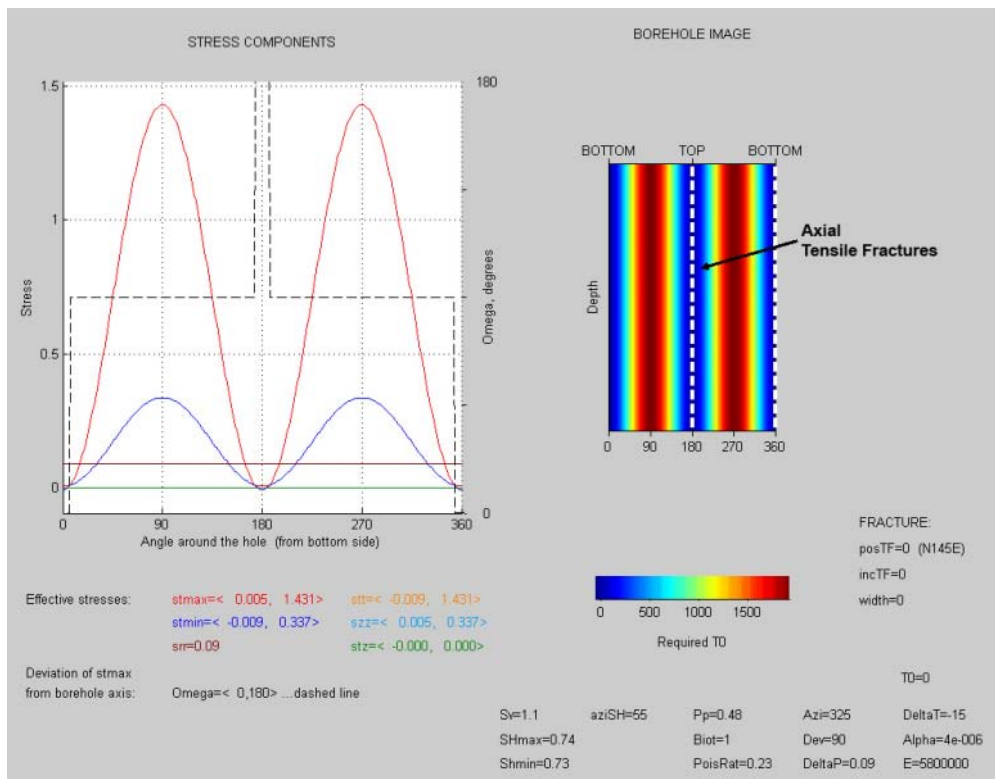 STRESS COMPONENTS
BOREHOLE IMAGE
1.5
1
0.5
0
Stress
180
0
Omega, degrees
0 90 180 270 360
Angle around the hole (from bottom side)
BOTTOM TOP BOTTOM
Axial
Tensile Fractures
Depth
0 90 180 270 360
FRACTURE:
posTF=0 (N145E)
incTF=0
width=0
0 500 1000 1500
Required T0
Effective stresses: stmax=< 0.005, 1.431> stt=< -0.009, 1.431>
stmin=< -0.009, 0.337> szz=< 0.005, 0.337>
srr=0.09 stz=< -0.000, 0.000>
Deviation of stmax
from borehole axis: Omega=< 0,180> ...dashed line
T0=0
Sv=1.1 aziSH=55 Pp=0.48 Azi=325 DeltaT=-15
SHmax=0.74 Biot=1 Dev=90 Alpha=4e-006
Shmin=0.73 PoisRat=0.23 DeltaP=0.09 E=5800000